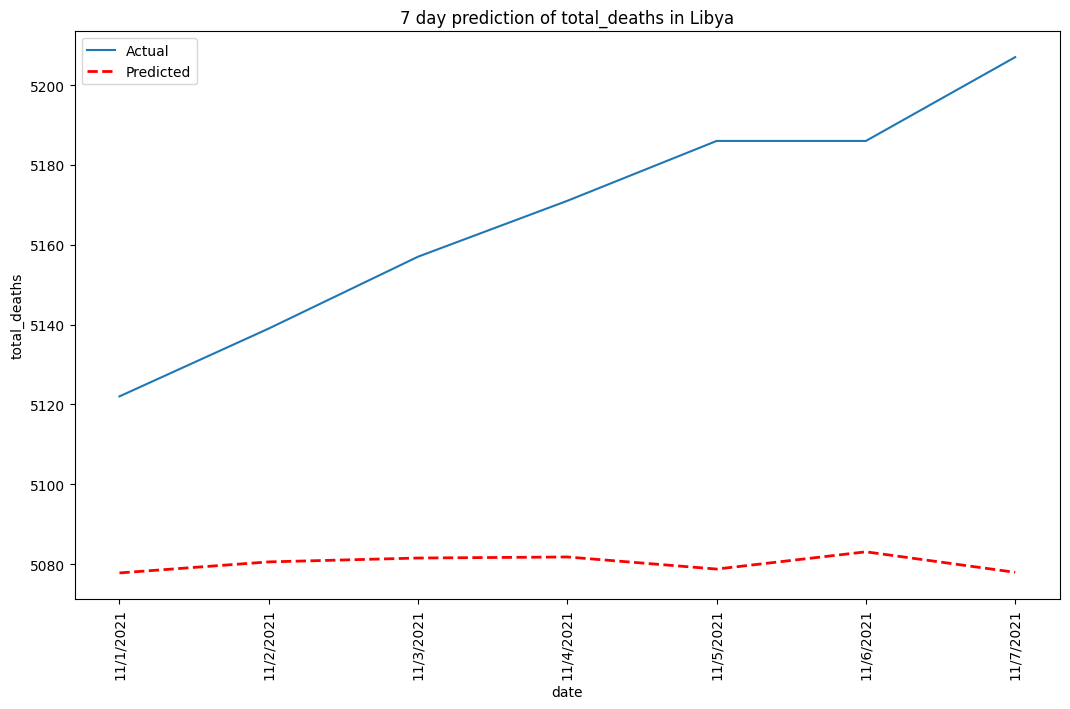 7 day prediction of total_deaths in Libya
Actual
Predicted
5200
5180
5160
5140
5120
5100
5080
total_deaths
11/1/2021
11/2/2021
11/3/2021
11/4/2021
11/5/2021
11/6/2021
11/7/2021
date